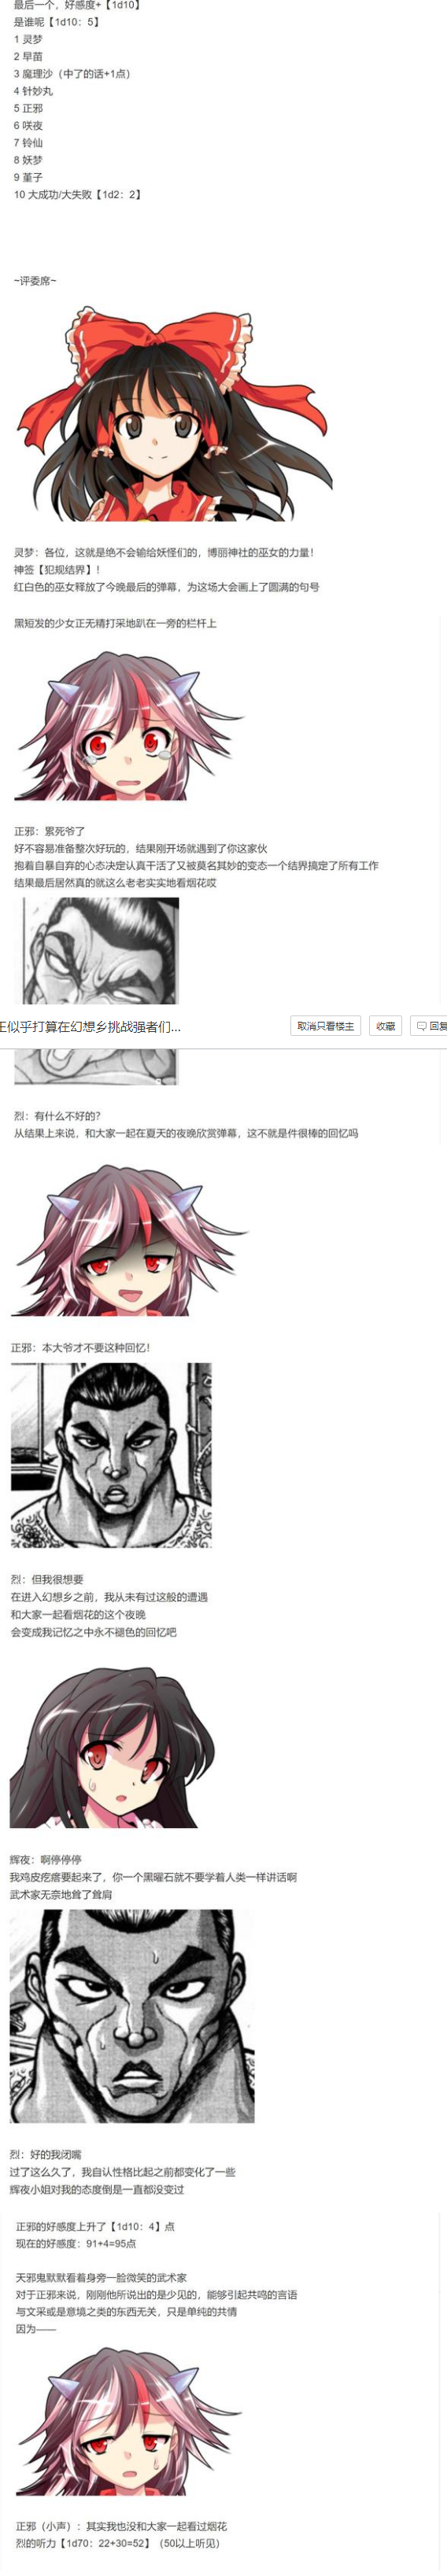 最后一个，好感度+【1d10】
是谁呢【1d10：5】
1 灵梦
2 早苗
3 魔理沙（中了的话+1点）
4 针妙丸
5 正邪
6 咲夜
7 铃仙
8 妖梦
9 堇子
10 大成功/大失败【1d2：2】
~评委席~
灵梦：各位，这就是绝不会输给妖怪们的，博丽神社的巫女的力量！
神签【犯规结界】！
红白色的巫女释放了今晚最后的弹幕，为这场大会画上了圆满的句号
黑短发的少女正无精打采地趴在一旁的栏杆上
正邪：累死爷了
好不容易准备整次好玩的，结果刚开场就遇到了你这家伙
抱着自暴自弃的心态决定认真干活了又被莫名其妙的变态一个结界搞定了所有工作
结果最后居然真的就这么老老实实地看烟花哎
王似乎打算在幻想乡挑战强者们...
取消只看楼主
收藏
回复
烈：有什么不好的？
从结果上来说，和大家一起在夏天的夜晚欣赏弹幕，这不就是件很棒的回忆吗
正邪：本大爷才不要这种回忆！
烈：但我很想要
在进入幻想乡之前，我从未有过这般的遭遇
和大家一起看烟花的这个夜晚
会变成我记忆之中永不褪色的回忆吧
辉夜：啊停停停
我鸡皮疙瘩要起来了，你一个黑曜石就不要学着人类一样讲话啊
武术家无奈地耸了耸肩
烈：好的我闭嘴
过了这么久了，我自认性格比起之前都变化了一些
辉夜小姐对我的态度倒是一直都没变过
正邪的好感度上升了【1d10：4】点
现在的好感度：91+4=95点
天邪鬼默默看着身旁一脸微笑的武术家
对于正邪来说，刚刚他所说出的是少见的，能够引起共鸣的言语
与文采或是意境之类的东西无关，只是单纯的共情
因为——
正邪（小声）：其实我也没和大家一起看过烟花
烈的听力【1d70：22+30=52】（50以上听见）